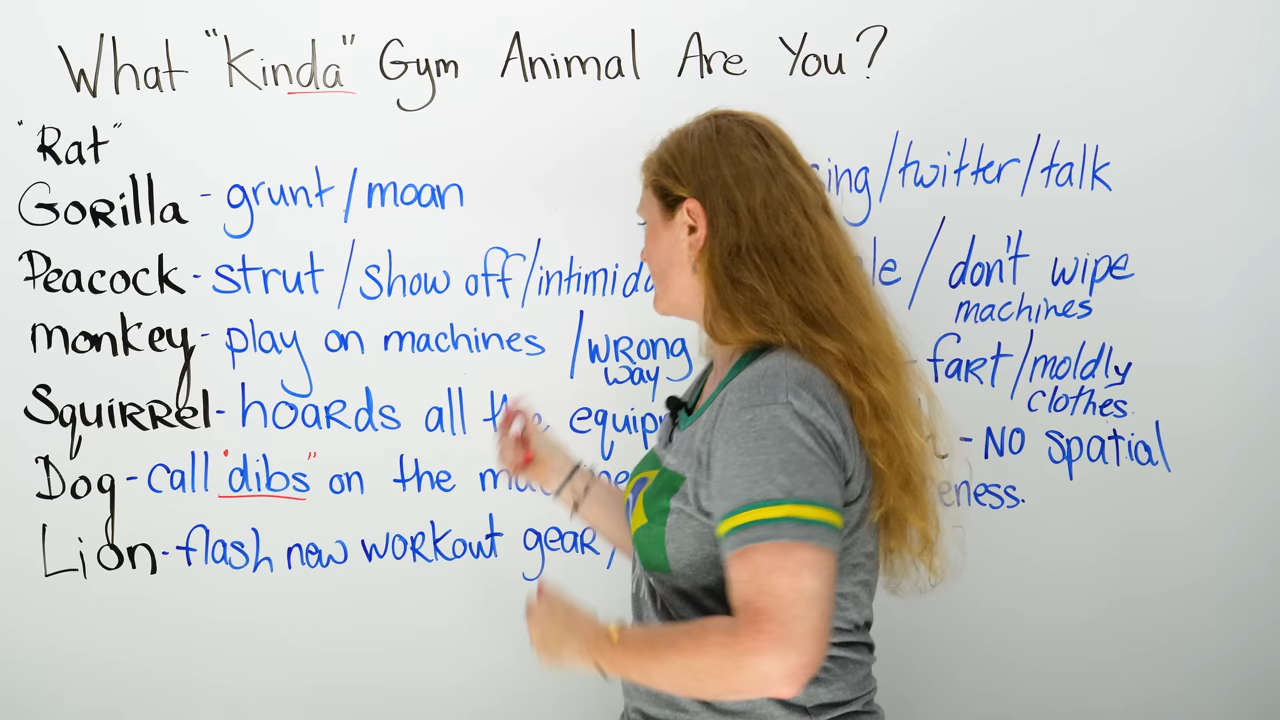 What "Kinda" Gym Animal Are You?
"Rat"
Gorilla - grunt/moan
Peacock - strut/show off/intimida
monkey - play on machines /wrong
way
Squirrel - hoards all the equip
Dog - call "dibs" on the
Lion - flash new workout gear,
sing/twitter/talk
le / don't wipe
machines
fart/moldly
clothes.
- NO spatial
eness.